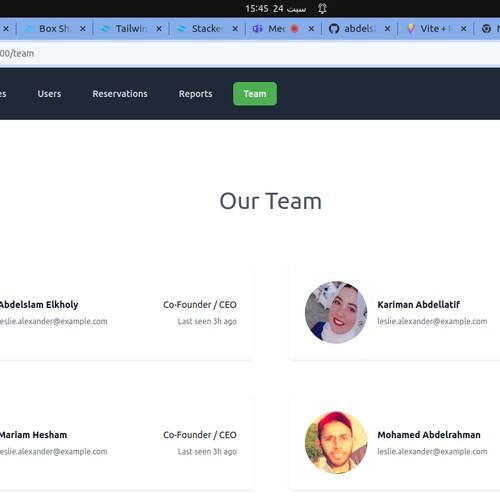 15:45 24 سبت
Box Sh
Tailwin
Stacke
Mee
abdels
Vite + R
00/team
es Users Reservations Reports Team
Our Team
Abdelslam Elkholy Co-Founder / CEO
leslie.alexander@example.com Last seen 3h ago
Kariman Abdellatif
leslie.alexander@example.com
Mariam Hesham Co-Founder / CEO
leslie.alexander@example.com Last seen 3h ago
Mohamed Abdelrahman
leslie.alexander@example.com